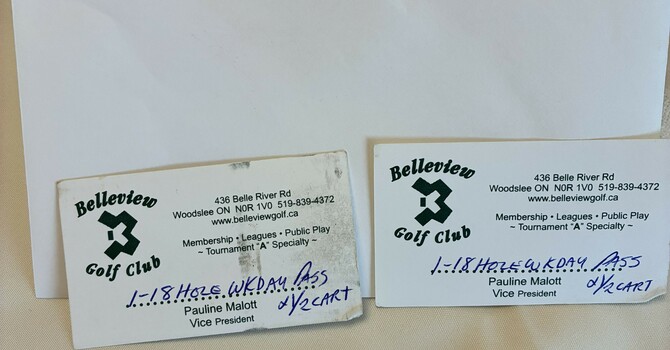 Belleview
Golf Club
436 Belle River Rd
Woodslee ON N0R 1V0 519-839-4372
www.belleviewgolf.ca
Membership • Leagues • Public Play
~ Tournament "A" Specialty ~
1-18 HOLE WKDAY PASS
& 1/2 CART
Pauline Malott
Vice President
Belleview
Golf Club
436 Belle River Rd
Woodslee ON N0R 1V0 519-839-4372
www.belleviewgolf.ca
Membership • Leagues • Public Play
~ Tournament "A" Specialty ~
1-18 HOLE WKDAY PASS
& 1/2 CART
Pauline Malott
Vice President